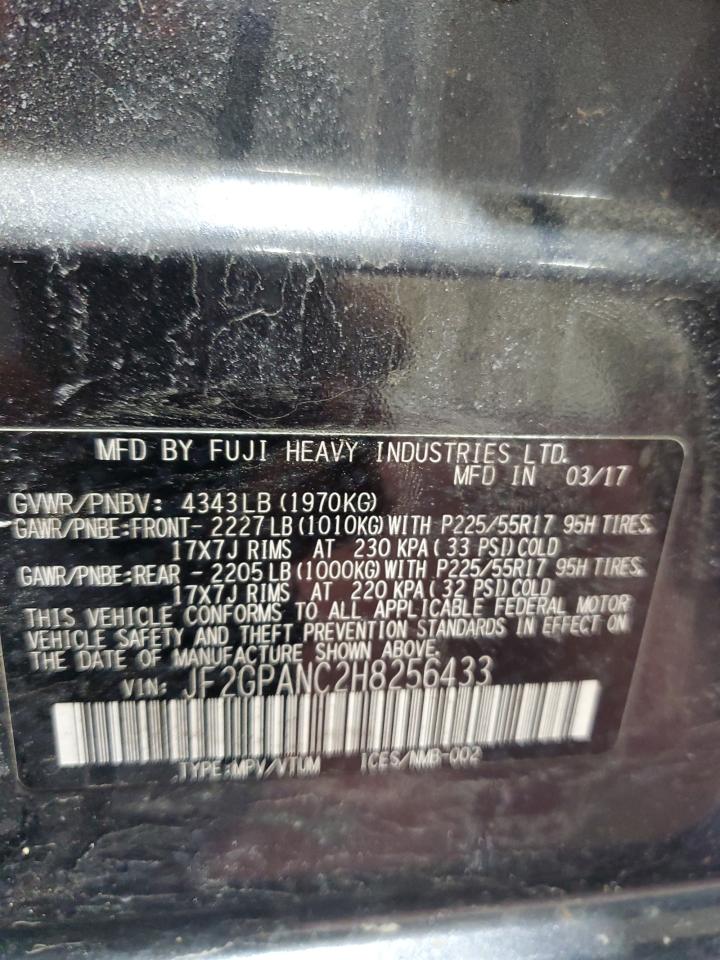 MFD BY FUJI HEAVY INDUSTRIES LTD.
MFD IN 03/17
GVWR/PNBV: 4343LB (1970KG)
GAWR/PNBE:FRONT- 2227LB (1010KG) WITH P225/55R17 95H TIRES.
17X7J RIMS AT 230 KPA ( 33 PSI) COLD
GAWR/PNBE:REAR - 2205LB (1000KG) WITH P225/55R17 95H TIRES.
17X7J RIMS AT 220 KPA ( 32 PSI) COLD
THIS VEHICLE CONFORMS TO ALL APPLICABLE FEDERAL MOTOR
VEHICLE SAFETY AND THEFT PREVENTION STANDARDS IN EFFECT ON
THE DATE OF MANUFACTURE SHOWN ABOVE.
VIN: JF2GPANC2H8256433
TYPE:MPV/VTUM ICES/NMB-002